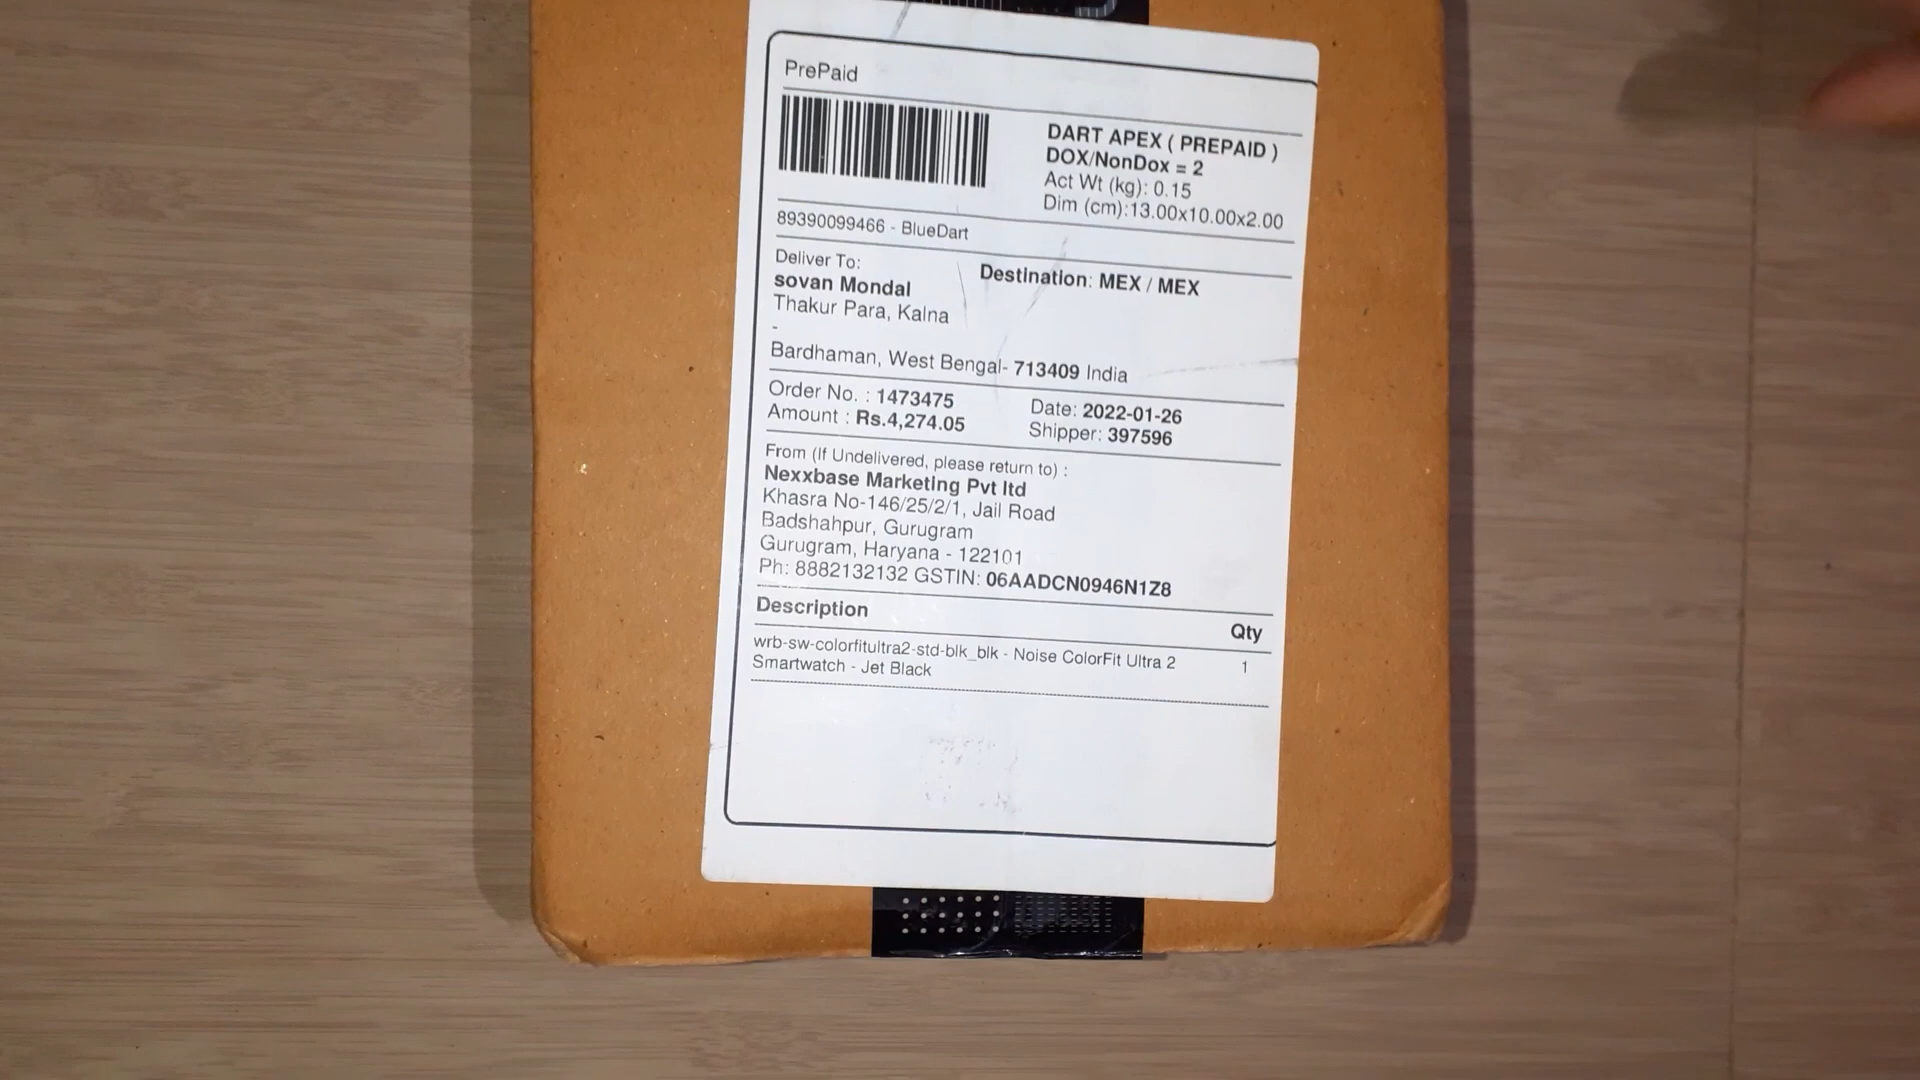 PrePaid
DART APEX ( PREPAID )
DOX/NonDox = 2
Act Wt (kg): 0.15
Dim (cm):13.00x10.00x2.00
89390099466 - BlueDart
Deliver To:
sovan Mondal
Destination: MEX / MEX
Thakur Para, Kalna
-
Bardhaman, West Bengal- 713409 India
Order No. : 1473475
Date: 2022-01-26
Amount : Rs.4,274.05
Shipper: 397596
From (If Undelivered, please return to) :
Nexxbase Marketing Pvt ltd
Khasra No-146/25/2/1, Jail Road
Badshahpur, Gurugram
Gurugram, Haryana - 122101
Ph: 8882132132 GSTIN: 06AADCN0946N1Z8
Description Qty
wrb-sw-colorfitultra2-std-blk_blk - Noise ColorFit Ultra 2 1
Smartwatch - Jet Black